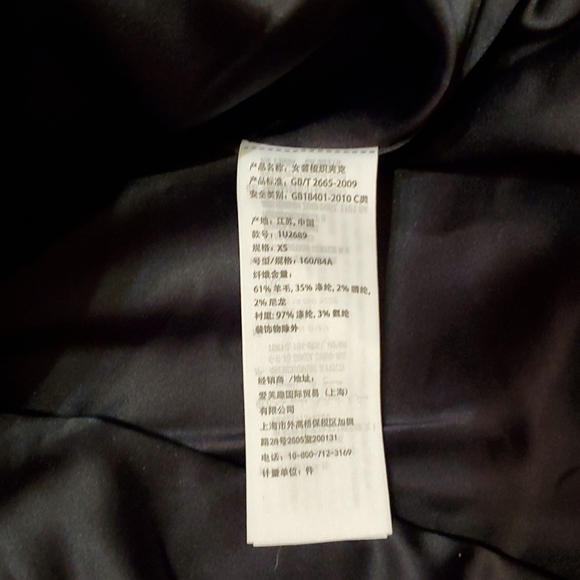 产品名称: 女装梭织夹克
产品标准: GB/T 2665-2009
安全类别: GB18401-2010 C类
产地: 江苏, 中国
款号: 1U2689
规格: XS
号型/规格: 160/84A
纤维含量:
61% 羊毛, 35% 涤纶, 2% 腈纶,
2% 尼龙
衬里: 97% 涤纶, 3% 氨纶
装饰物除外
经销商 /地址:
爱芙趣国际贸易 (上海)
有限公司
上海市外高桥保税区加枫
路28号2805室200131
电话: 10-800-712-3169
计量单位: 件